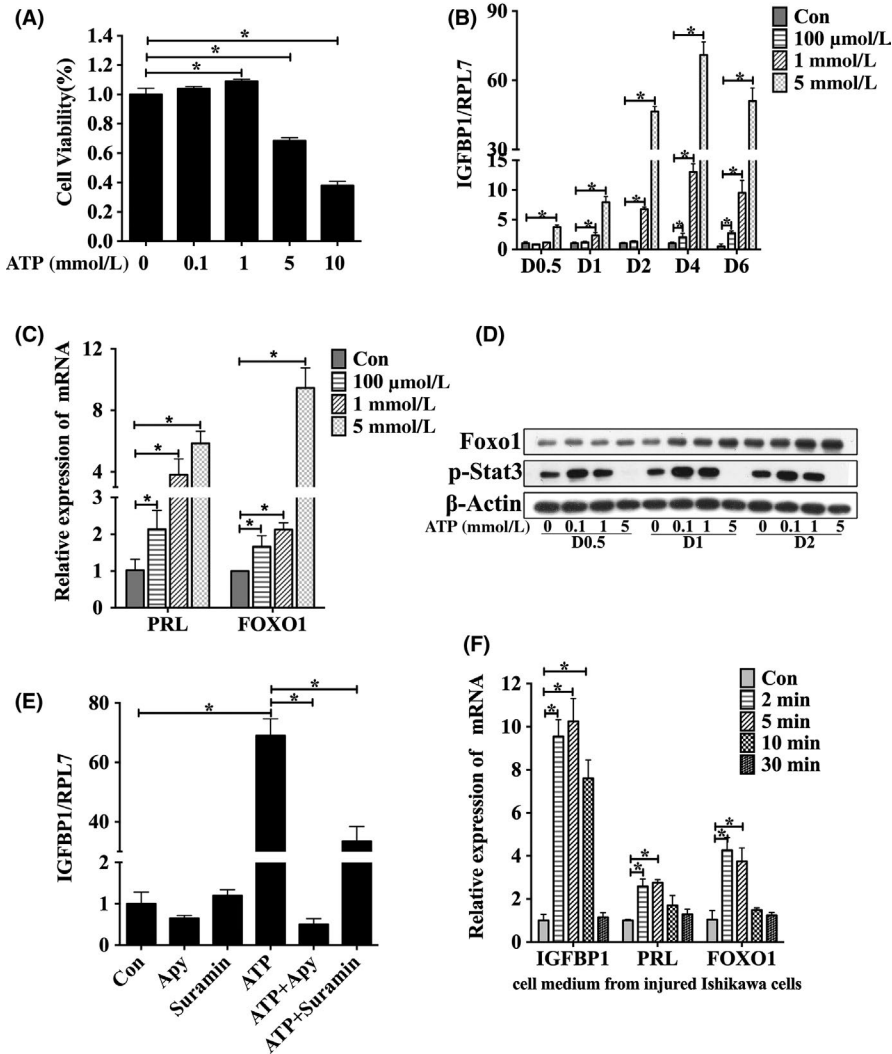 (A)
Cell Viability(%)
1.4
1.2
1.0
0.8
0.6
0.4
0.2
0.0
* * *
ATP (mmol/L) 0 0.1 1 5 10
(B)
IGFBP1/RPL7
90
60
30
15
10
5
0
Con
100 µmol/L
1 mmol/L
5 mmol/L
* * * * * * * * * * * *
D0.5 D1 D2 D4 D6
(C)
Relative expression of mRNA
12
8
4
3
2
1
0
Con
100 µmol/L
1 mmol/L
5 mmol/L
* * * * * *
PRL FOXO1
(D)
Foxo1
p-Stat3
β-Actin
ATP (mmol/L) 0 0.1 1 5 0 0.1 1 5 0 0.1 1 5
D0.5 D1 D2
(E)
IGFBP1/RPL7
80
60
40
2
1
0
* * *
Con Apy Suramin ATP ATP+Apy ATP+Suramin
(F)
Relative expression of mRNA
12
10
8
6
4
2
0
Con
2 min
5 min
10 min
30 min
* * * * * * *
IGFBP1 PRL FOXO1
cell medium from injured Ishikawa cells